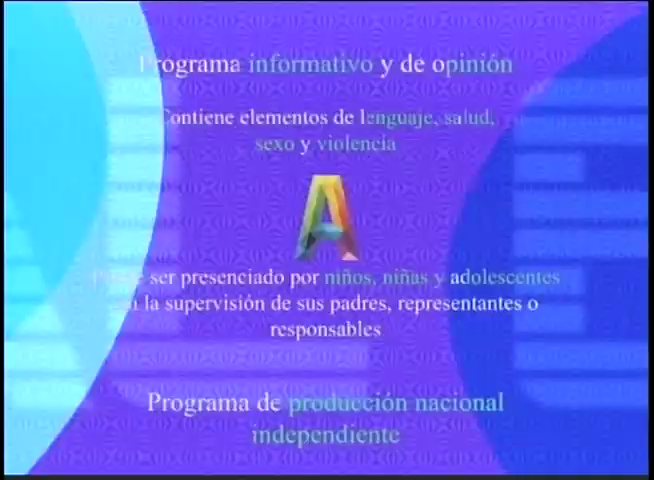 Programa informativo y de opinión
Contiene elementos de lenguaje, salud,
sexo y violencia
A
ser presenciado por niños, niñas y adolescentes
la supervisión de sus padres, representantes o
responsables
Programa de producción nacional
independiente